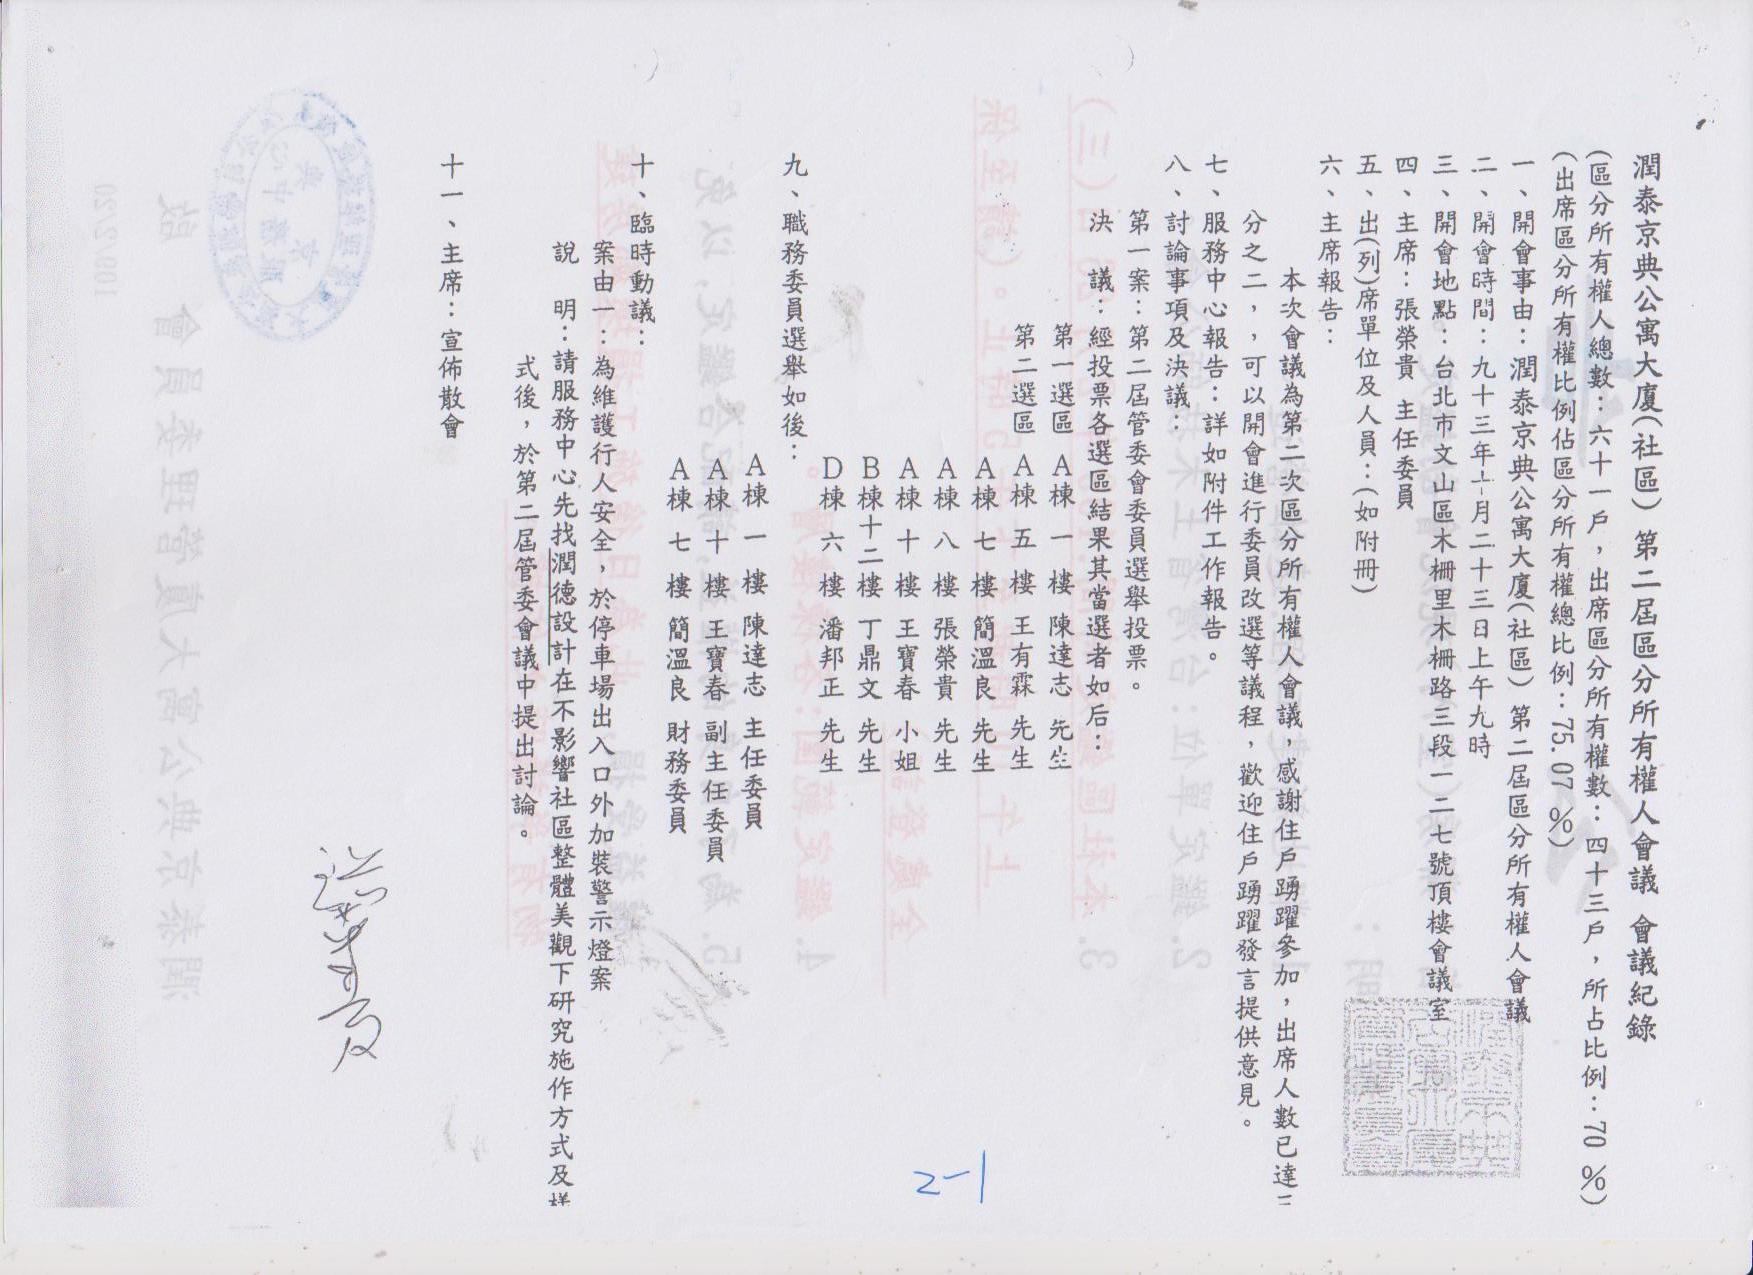 潤泰京典公寓大廈(社區) 第二屆區分所有權人會議 會議紀錄
(區分所有權人總數：六十一戶，出席區分所有權數：四十三戶，所占比例：70 %)
(出席區分所有權比例佔區分所有權總比例：75.07 %)
一、開會事由：潤泰京典公寓大廈(社區) 第二屆區分所有權人會議
二、開會時間：九十三年十月二十三日上午九時
三、開會地點：台北市文山區木柵里木柵路三段一二七號頂樓會議室
四、主席：張榮貴 主任委員
五、出(列)席單位及人員：(如附冊)
六、主席報告：
本次會議為第二次區分所有權人會議，感謝住戶踴躍參加，出席人數已達三
分之二，，可以開會進行委員改選等議程，歡迎住戶踴躍發言提供意見。
七、服務中心報告：詳如附件工作報告。
八、討論事項及決議：
第一案：第二屆管委會委員選舉投票。
決 議：經投票各選區結果其當選者如后：
第一選區 A棟 一 樓 陳達志 先生
第二選區 A棟 五 樓 王有霖 先生
A棟 七 樓 簡溫良 先生
A棟 八 樓 張榮貴 先生
A棟 十 樓 王寶春 小姐
B棟十二樓 丁鼎文 先生
D棟 六 樓 潘邦正 先生
九、職務委員選舉如後：
A棟 一 樓 陳達志 主任委員
A棟 十 樓 王寶春 副主任委員
A棟 七 樓 簡溫良 財務委員
十、臨時動議：
案由一：為維護行人安全，於停車場出入口外加裝警示燈案
說 明：請服務中心先找潤德設計在不影響社區整體美觀下研究施作方式及樣
式後，於第二屆管委會議中提出討論。
十一、主席：宣佈散會
2-1